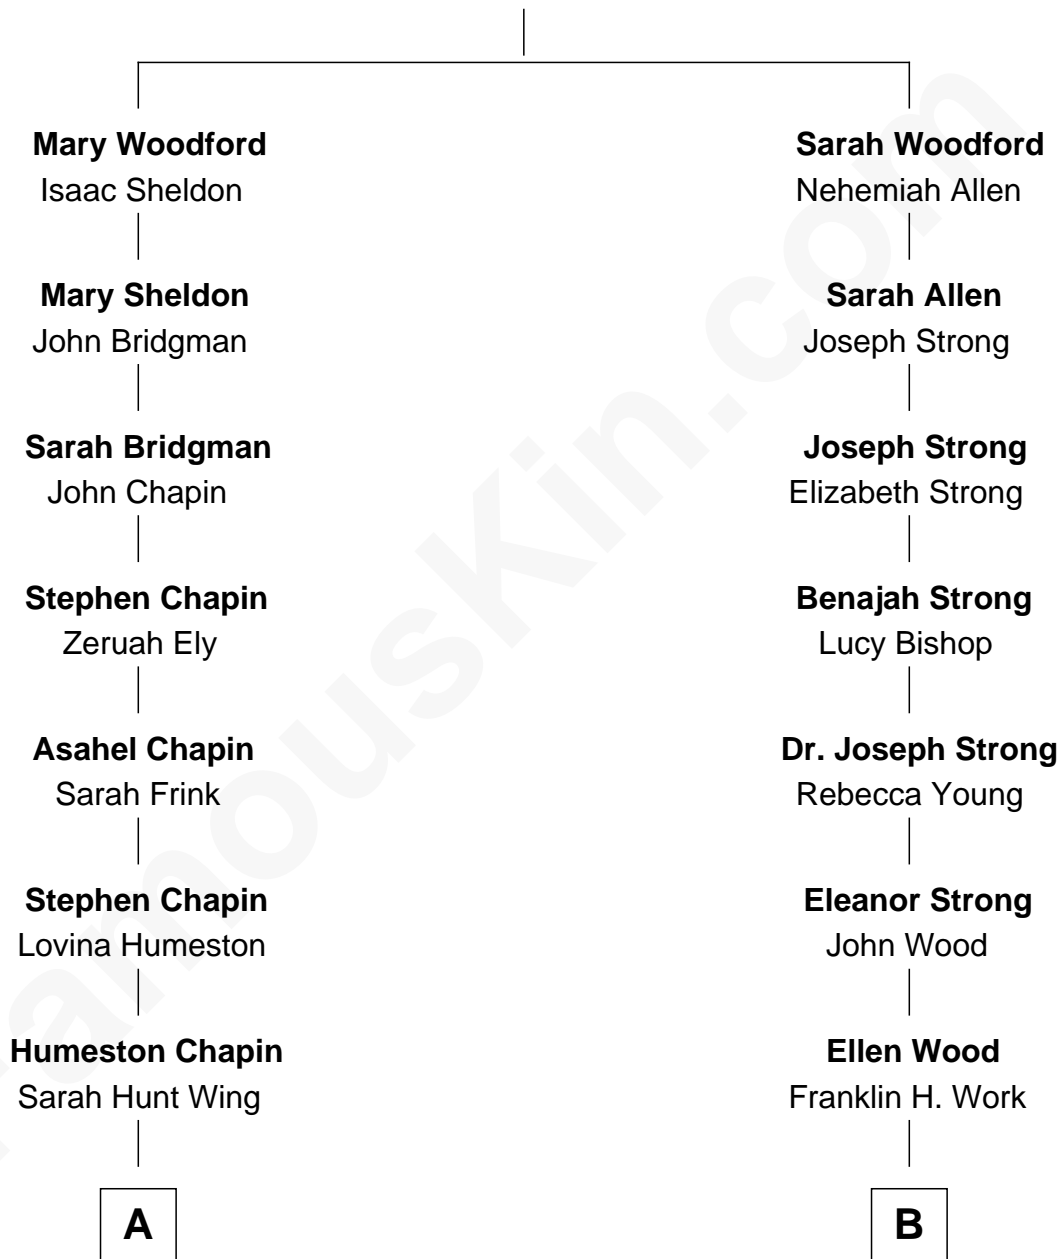 Mary Woodford
Isaac Sheldon
Sarah Woodford
Nehemiah Allen
Mary Sheldon
John Bridgman
Sarah Allen
Joseph Strong
Sarah Bridgman
John Chapin
Joseph Strong
Elizabeth Strong
Stephen Chapin
Zeruah Ely
Benajah Strong
Lucy Bishop
Asahel Chapin
Sarah Frink
Dr. Joseph Strong
Rebecca Young
Stephen Chapin
Lovina Humeston
Eleanor Strong
John Wood
Humeston Chapin
Sarah Hunt Wing
Ellen Wood
Franklin H. Work
A
B
FamousKin.com